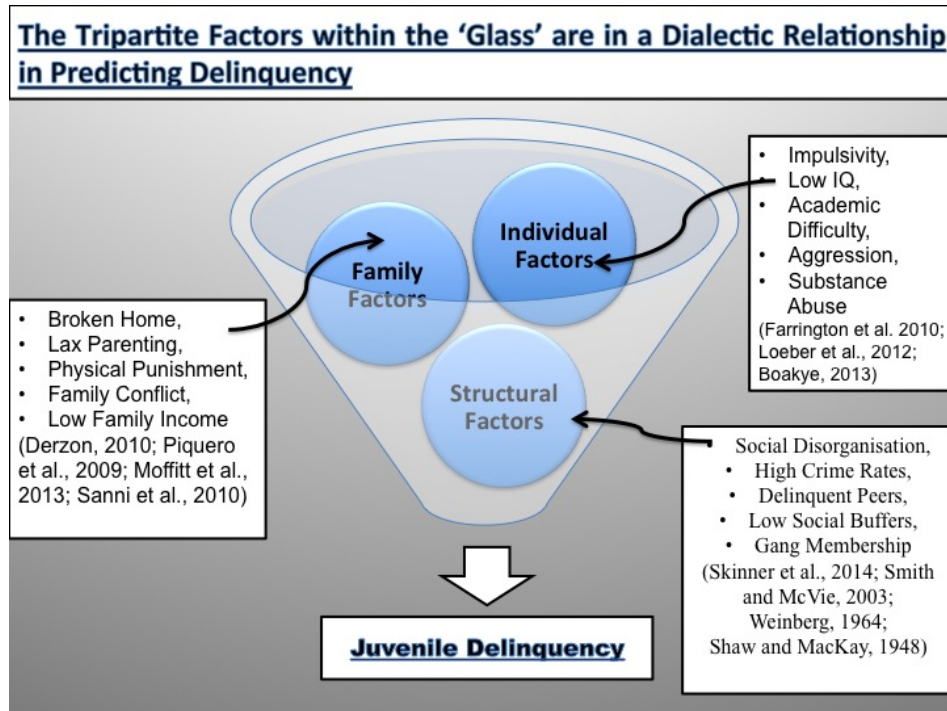 The Tripartite Factors within the ‘Glass’ are in a Dialectic Relationship
in Predicting Delinquency
• Impulsivity,
• Low IQ,
• Academic
Difficulty,
• Aggression,
• Substance
Abuse
(Farrington et al. 2010;
Loeber et al., 2012;
Boakye, 2013)
Individual
Factors
Family
Factors
• Broken Home,
• Lax Parenting,
• Physical Punishment,
• Family Conflict,
• Low Family Income
(Derzon, 2010; Piquero
et al., 2009; Moffitt et al.,
2013; Sanni et al., 2010)
Structural
Factors
• Social Disorganisation,
• High Crime Rates,
• Delinquent Peers,
• Low Social Buffers,
• Gang Membership
(Skinner et al., 2014; Smith
and McVie, 2003;
Weinberg, 1964;
Shaw and MacKay, 1948)
Juvenile Delinquency